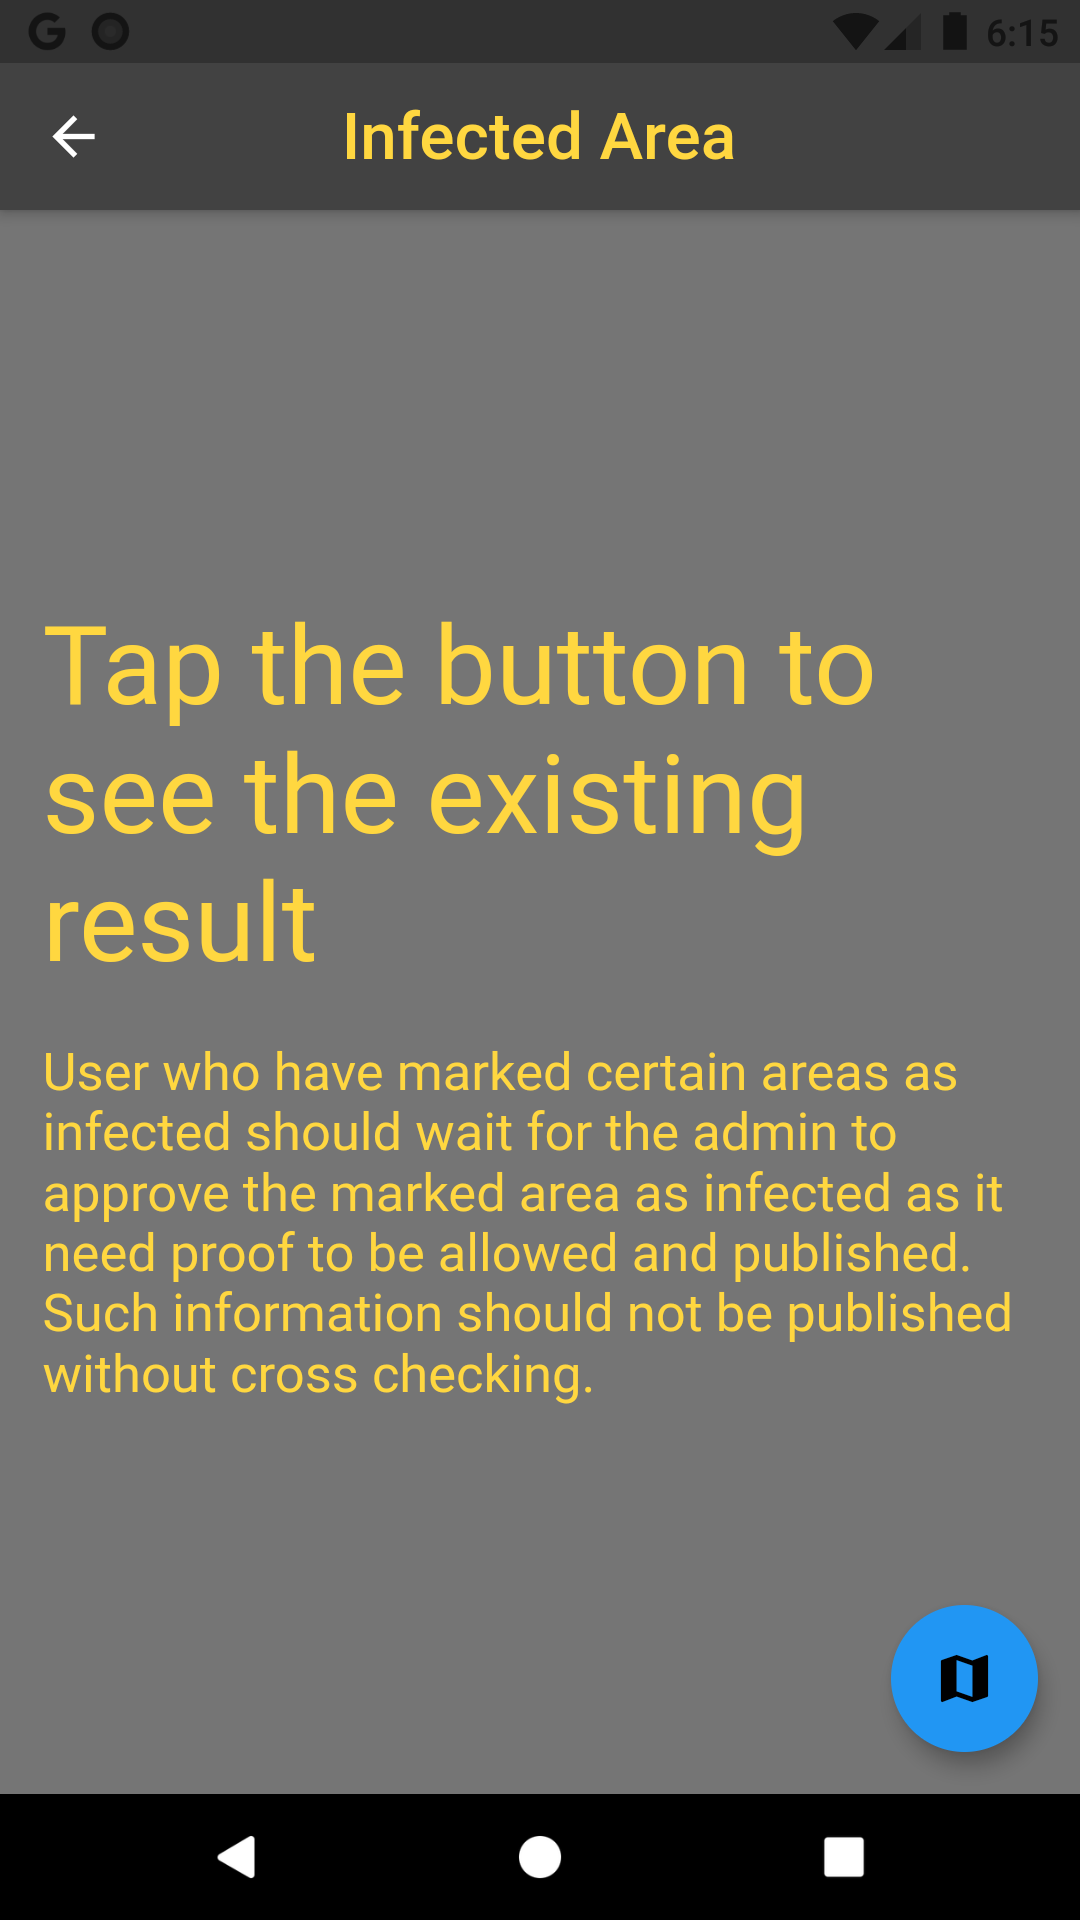 6:15
Infected Area
Tap the button to
see the existing
result
User who have marked certain areas as
infected should wait for the admin to
approve the marked area as infected as it
need proof to be allowed and published.
Such information should not be published
without cross checking.